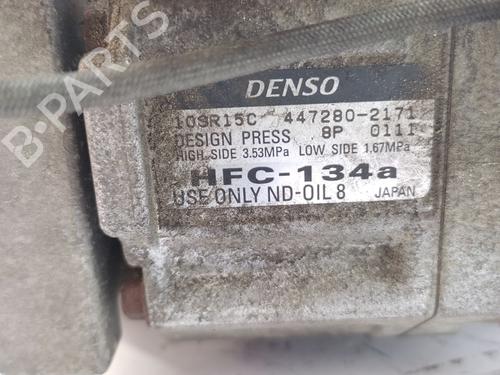 DENSO
10SR15C 447280-2171
DESIGN PRESS 8P 0111
HIGH SIDE 3.53MPa LOW SIDE 1.67MPa
HFC-134a
USE ONLY ND-OIL 8 JAPAN
B-PARTS